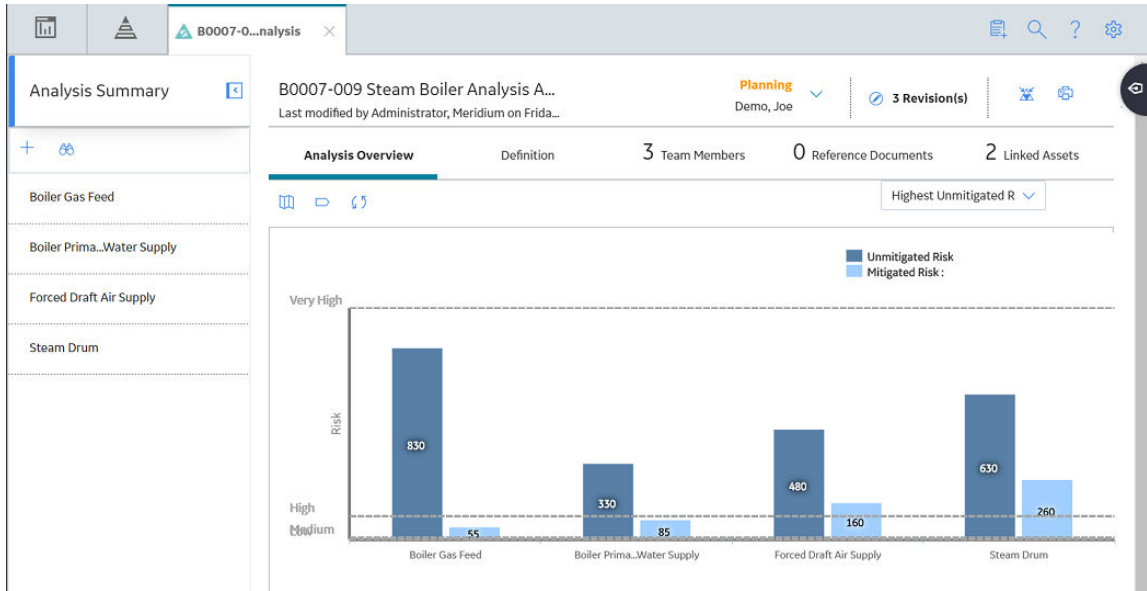 B0007-0...nalysis
Analysis Summary
B0007-009 Steam Boiler Analysis A...
Last modified by Administrator, Meridium on Frida...
Planning
Demo, Joe
3 Revision(s)
Analysis Overview
Definition
3 Team Members
0 Reference Documents
2 Linked Assets
Boiler Gas Feed
Boiler Prima...Water Supply
Forced Draft Air Supply
Steam Drum
Highest Unmitigated R
Unmitigated Risk
Mitigated Risk :
Very High
Risk
High
Medium
Low
830
55
330
85
480
160
630
260
Boiler Gas Feed
Boiler Prima...Water Supply
Forced Draft Air Supply
Steam Drum